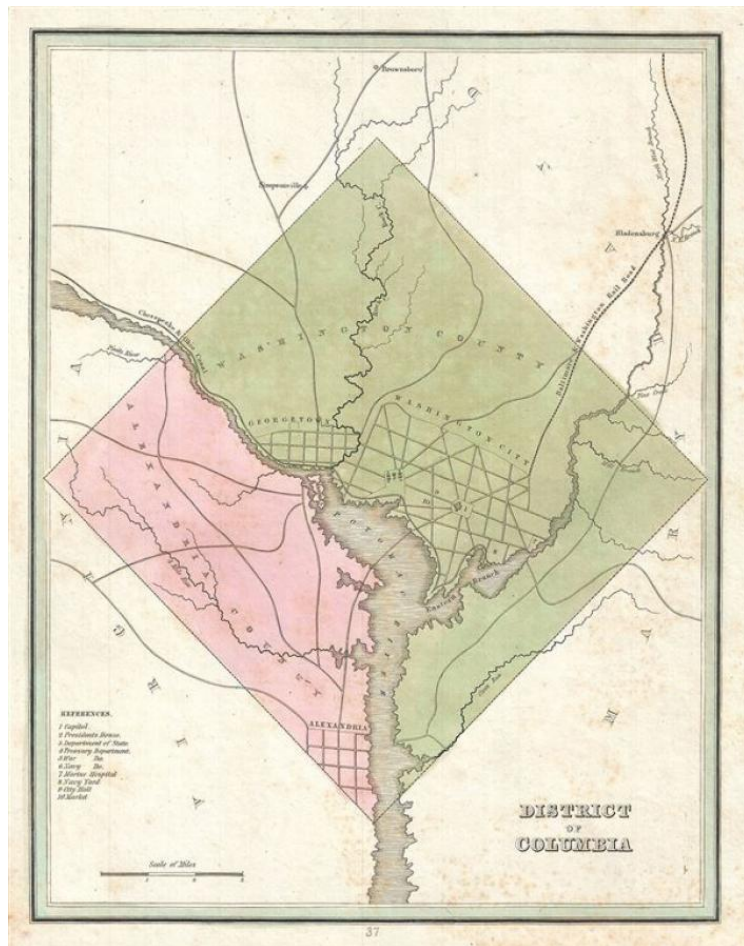 Brownsboro'
Simpsonville
Bladensburg
Chesapeake & Ohio Canal
Baltimore & Washington Rail Road
WASHINGTON COUNTY
GEORGETOWN
WASHINGTON CITY
ALEXANDRIA COUNTY
POTOMAC RIVER
Eastern Branch
ALEXANDRIA
VIRGINIA
MARYLAND
REFERENCES.
1 Capitol.
2 Presidents House.
3 Department of State.
4 Treasury Department.
5 War Do.
6 Navy Do.
7 Marine Hospital
8 Navy Yard
9 City Hall
10 Market
DISTRICT
OF
COLUMBIA
Scale of Miles
37